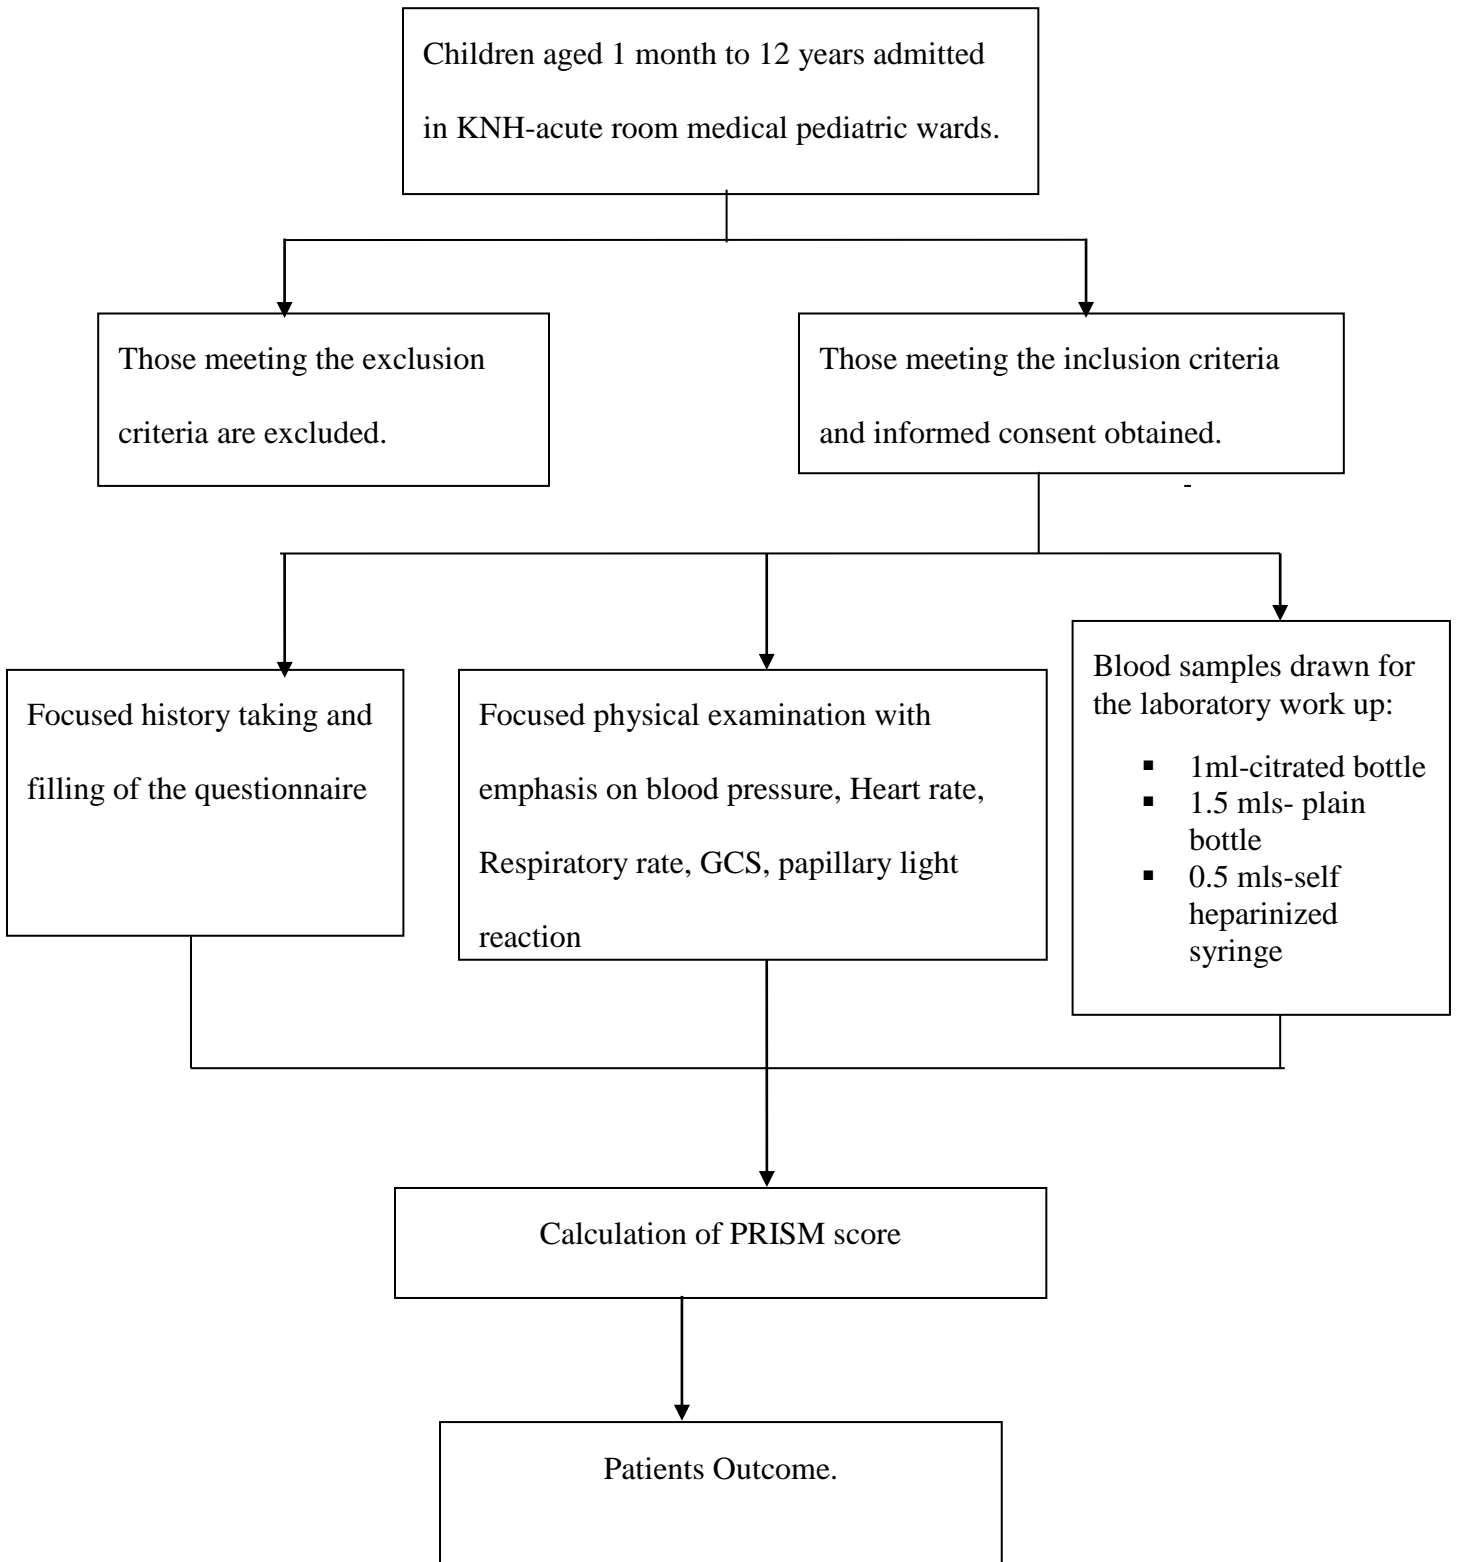 Children aged 1 month to 12 years admitted
in KNH-acute room medical pediatric wards.
Those meeting the exclusion
criteria are excluded.
Those meeting the inclusion criteria
and informed consent obtained.
-
Focused history taking and
filling of the questionnaire
Focused physical examination with
emphasis on blood pressure, Heart rate,
Respiratory rate, GCS, papillary light
reaction
Blood samples drawn for
the laboratory work up:
▪ 1ml-citrated bottle
▪ 1.5 mls- plain
bottle
▪ 0.5 mls-self
heparinized
syringe
Calculation of PRISM score
Patients Outcome.